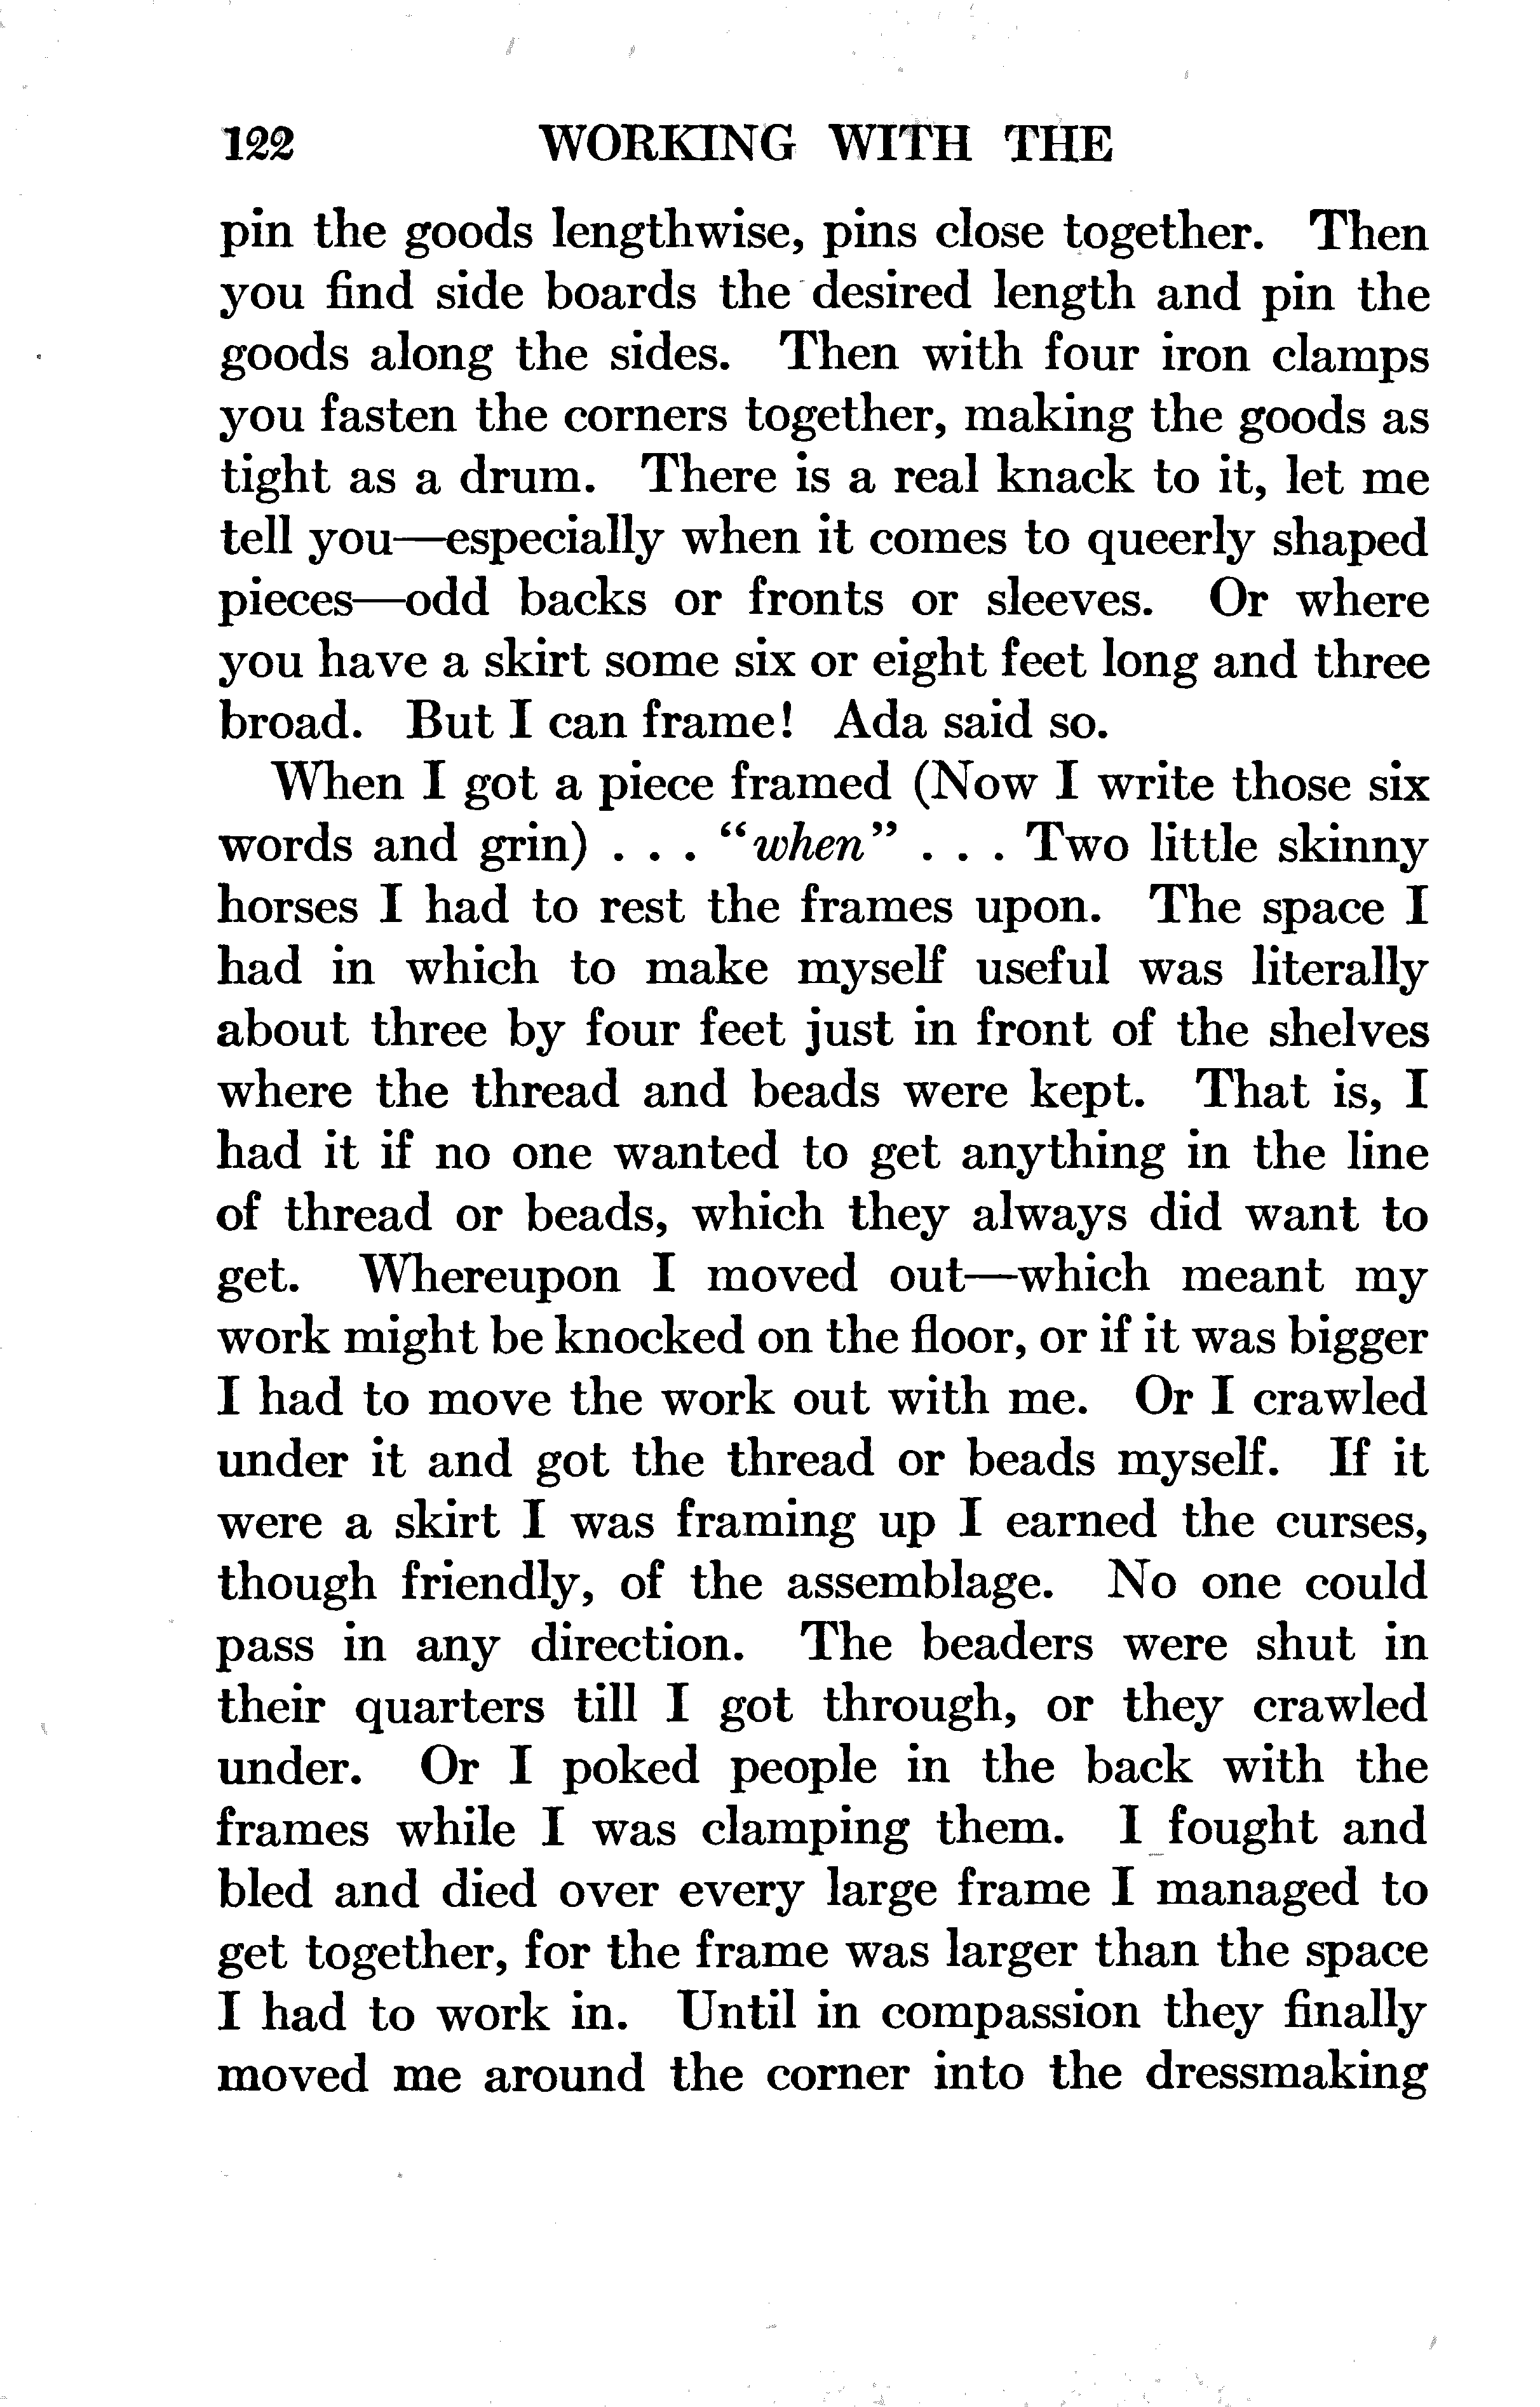 122 WORKING WITH THE
pin the goods lengthwise, pins close together. Then
you find side boards the desired length and pin the
goods along the sides. Then with four iron clamps
you fasten the corners together, making the goods as
tight as a drum. There is a real knack to it, let me
tell you—especially when it comes to queerly shaped
pieces—odd backs or fronts or sleeves. Or where
you have a skirt some six or eight feet long and three
broad. But I can frame! Ada said so.
When I got a piece framed (Now I write those six
words and grin) . . . "when" . . . Two little skinny
horses I had to rest the frames upon. The space I
had in which to make myself useful was literally
about three by four feet just in front of the shelves
where the thread and beads were kept. That is, I
had it if no one wanted to get anything in the line
of thread or beads, which they always did want to
get. Whereupon I moved out—which meant my
work might be knocked on the floor, or if it was bigger
I had to move the work out with me. Or I crawled
under it and got the thread or beads myself. If it
were a skirt I was framing up I earned the curses,
though friendly, of the assemblage. No one could
pass in any direction. The beaders were shut in
their quarters till I got through, or they crawled
under. Or I poked people in the back with the
frames while I was clamping them. I fought and
bled and died over every large frame I managed to
get together, for the frame was larger than the space
I had to work in. Until in compassion they finally
moved me around the corner into the dressmaking